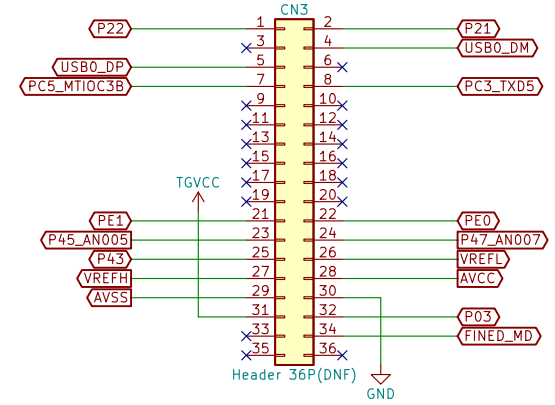 CN3
P22 1 2 P21
3 4 USB0_DM
USB0_DP 5 6
PC5_MTIOC3B 7 8 PC3_TXD5
9 10
11 12
13 14
15 16
TGVCC 17 18
19 20
PE1 21 22 PE0
P45_AN005 23 24 P47_AN007
P43 25 26 VREFL
VREFH 27 28 AVCC
AVSS 29 30
31 32 P03
33 34 FINED_MD
35 36
Header 36P(DNF)
GND